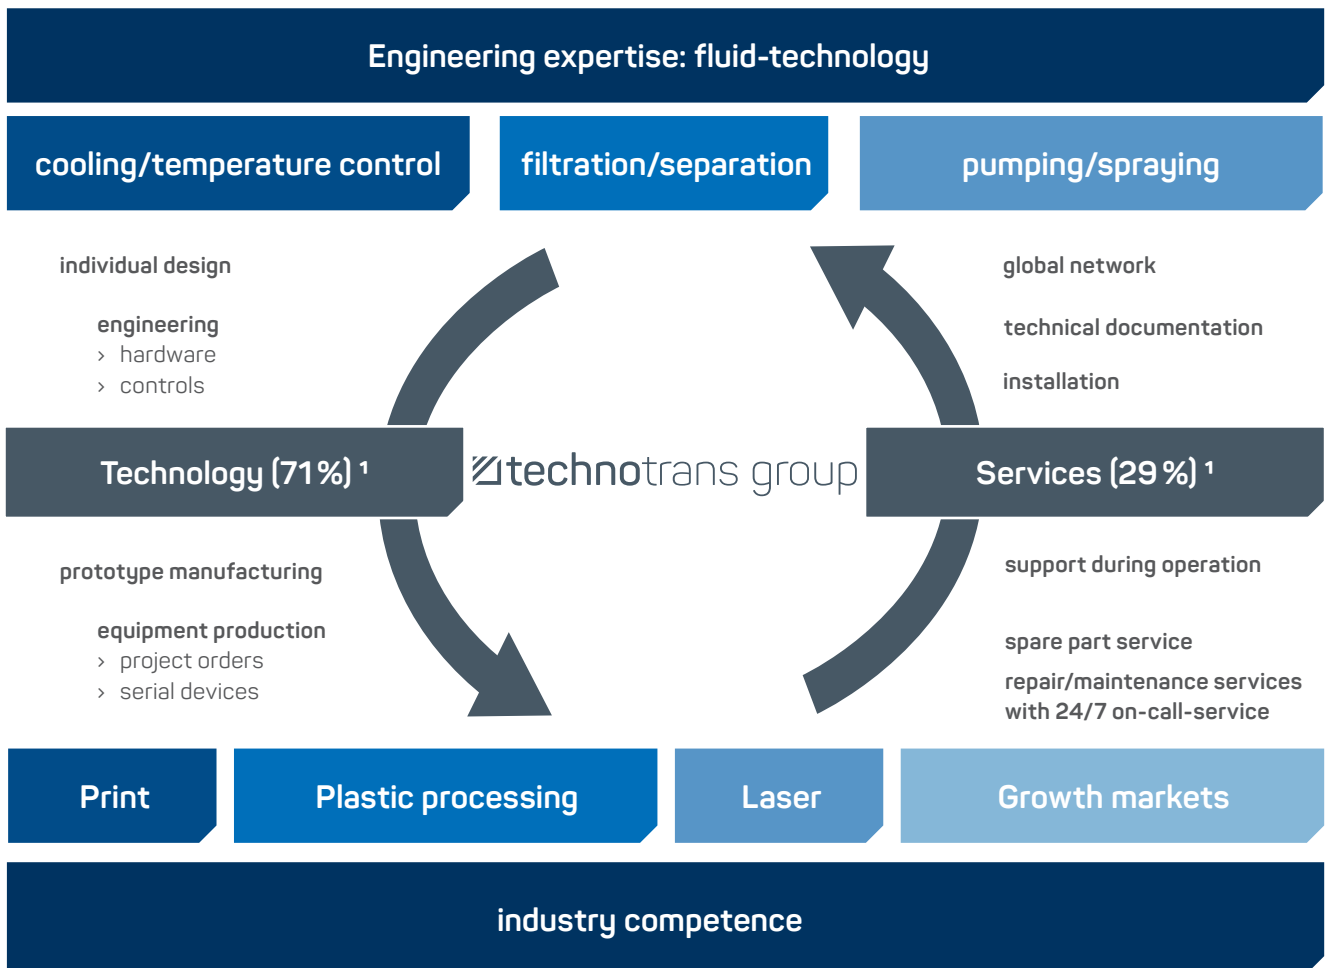 Engineering expertise: fluid-technology
cooling/temperature control
filtration/separation
pumping/spraying
individual design
engineering
› hardware
› controls
global network
technical documentation
installation
Technology (71 %) ¹
technotrans group
Services (29 %) ¹
prototype manufacturing
equipment production
› project orders
› serial devices
support during operation
spare part service
repair/maintenance services
with 24/7 on-call-service
Print
Plastic processing
Laser
Growth markets
industry competence